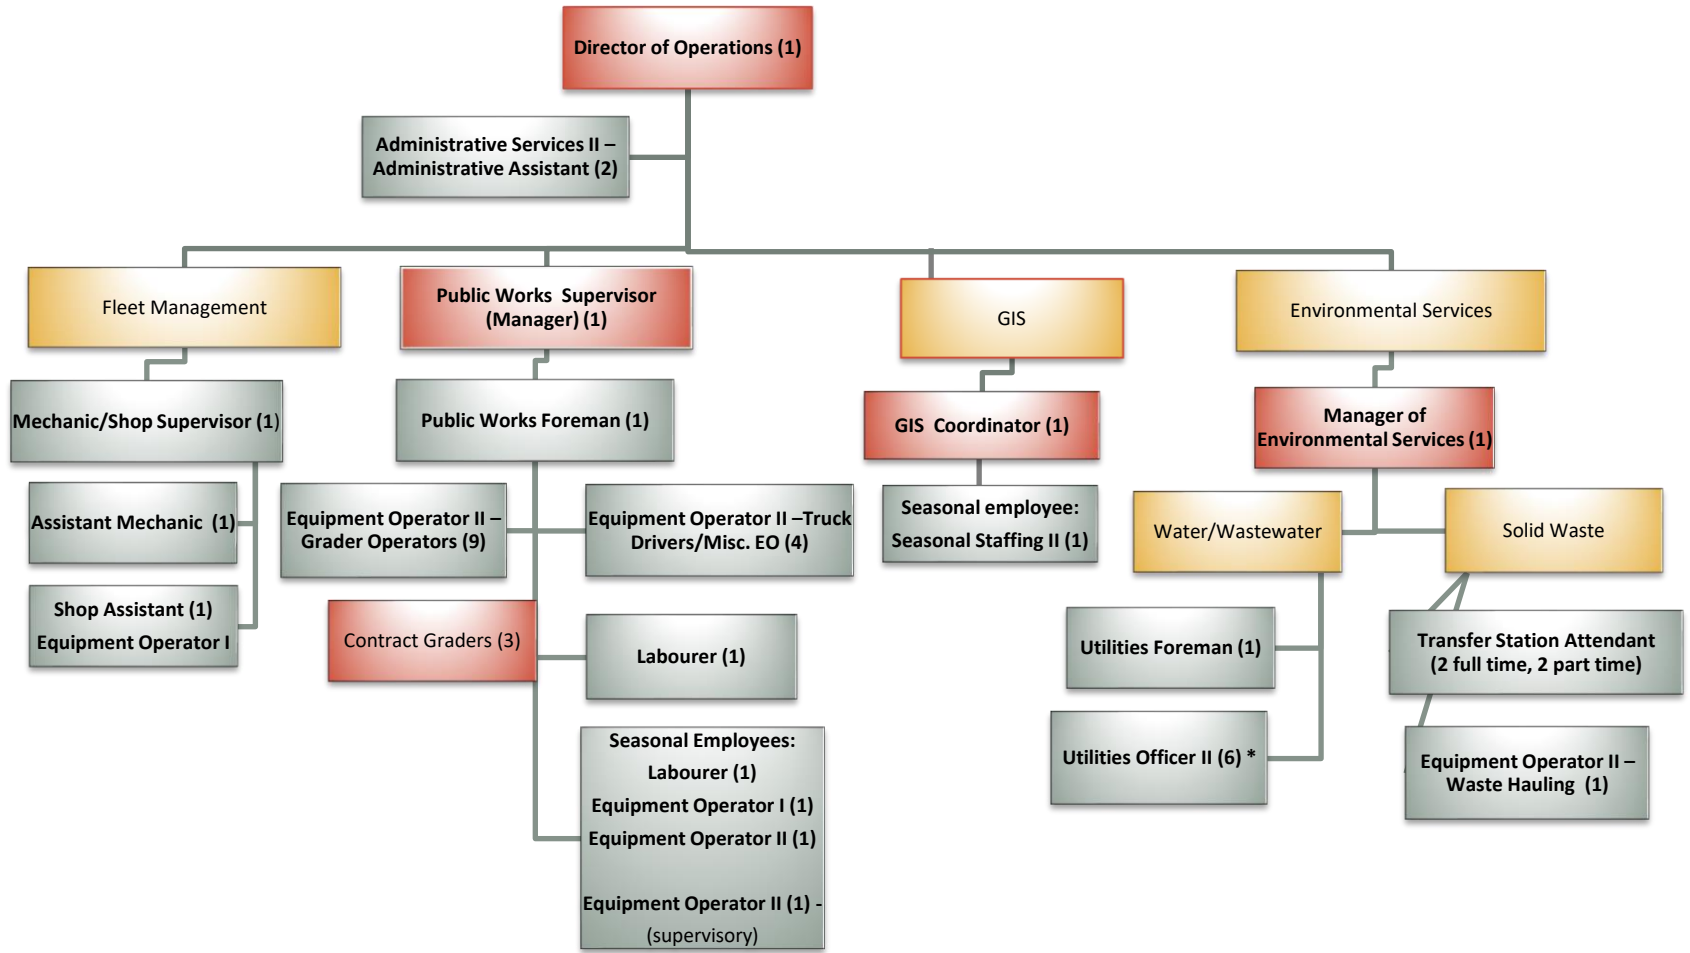 Director of Operations (1)
Administrative Services II –
Administrative Assistant (2)
Fleet Management
Public Works  Supervisor
(Manager) (1)
GIS
Environmental Services
Mechanic/Shop Supervisor (1)
Public Works Foreman (1)
GIS  Coordinator (1)
Manager of
Environmental Services (1)
Assistant Mechanic  (1)
Equipment Operator II –
Grader Operators (9)
Equipment Operator II –Truck
Drivers/Misc. EO (4)
Seasonal employee:
Seasonal Staffing II (1)
Water/Wastewater
Solid Waste
Shop Assistant (1)
Equipment Operator I
Contract Graders (3)
Labourer (1)
Utilities Foreman (1)
Transfer Station Attendant
(2 full time, 2 part time)
Utilities Officer II (6) *
Equipment Operator II –
Waste Hauling  (1)
Seasonal Employees:
Labourer (1)
Equipment Operator I (1)
Equipment Operator II (1)
Equipment Operator II (1) -
(supervisory)